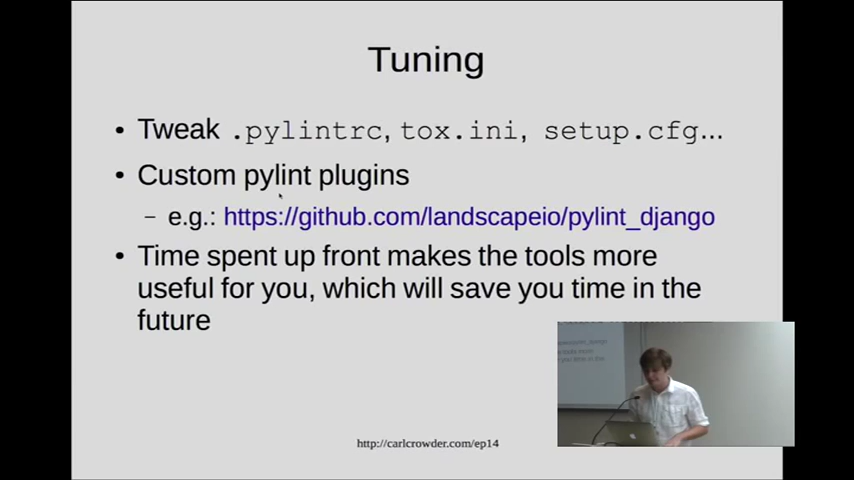 Tuning
• Tweak .pylintrc, tox.ini, setup.cfg...
• Custom pylint plugins
– e.g.: https://github.com/landscapeio/pylint_django
• Time spent up front makes the tools more
useful for you, which will save you time in the
future
http://carlcrowder.com/ep14